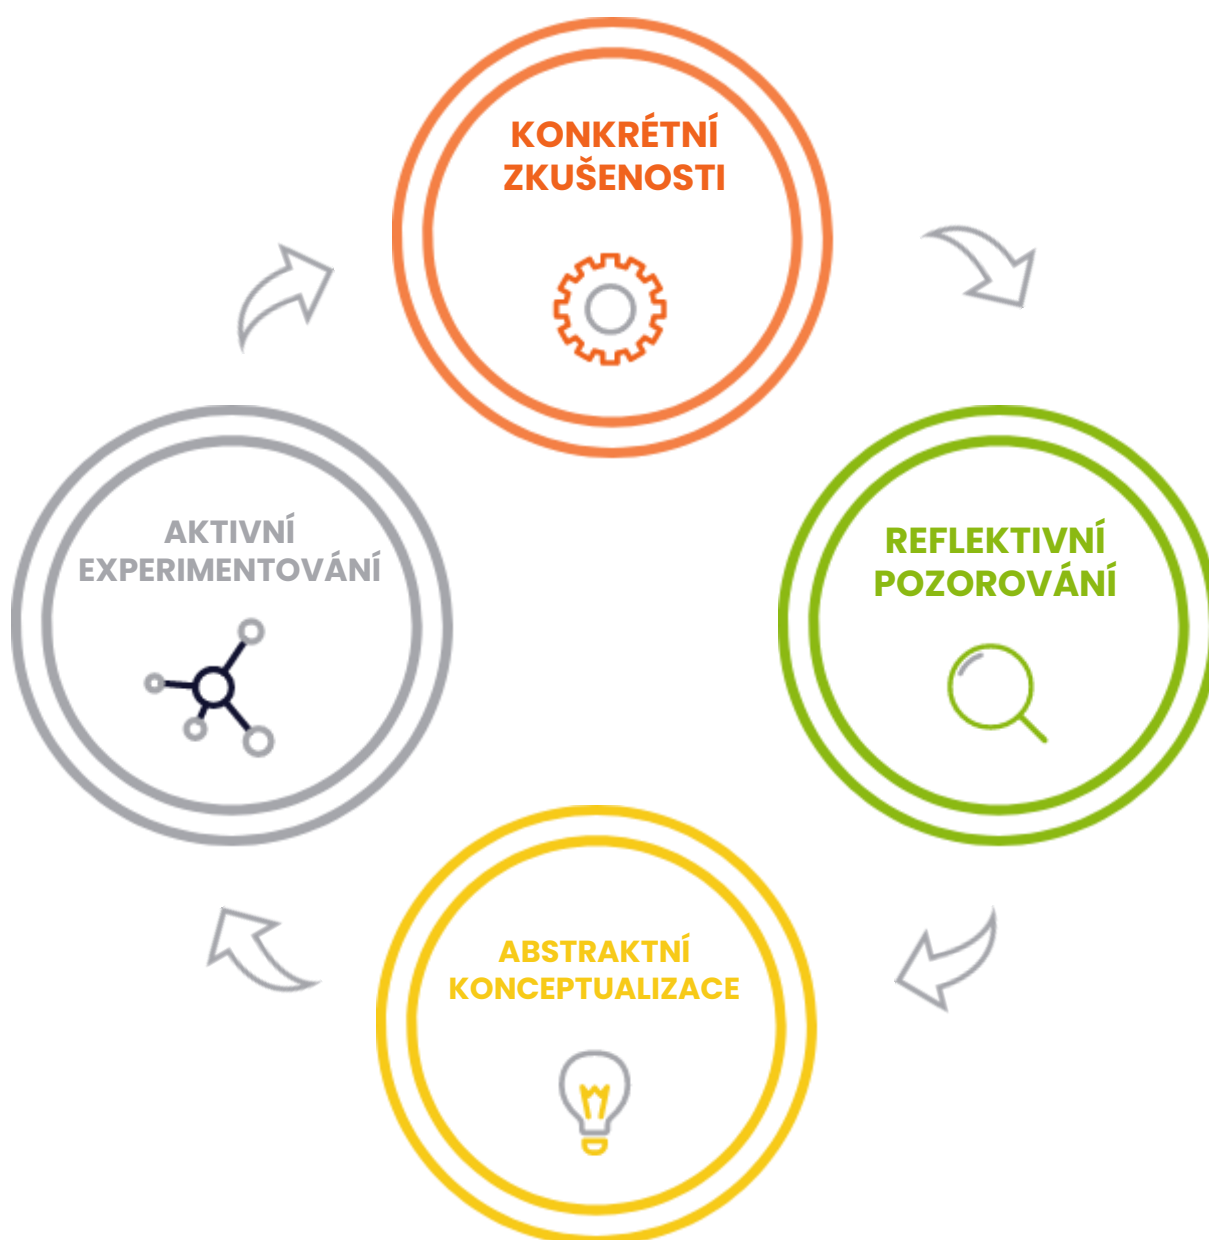 KONKRÉTNÍ
ZKUŠENOSTI
REFLEKTIVNÍ
POZOROVÁNÍ
ABSTRAKTNÍ
KONCEPTUALIZACE
AKTIVNÍ
EXPERIMENTOVÁNÍ